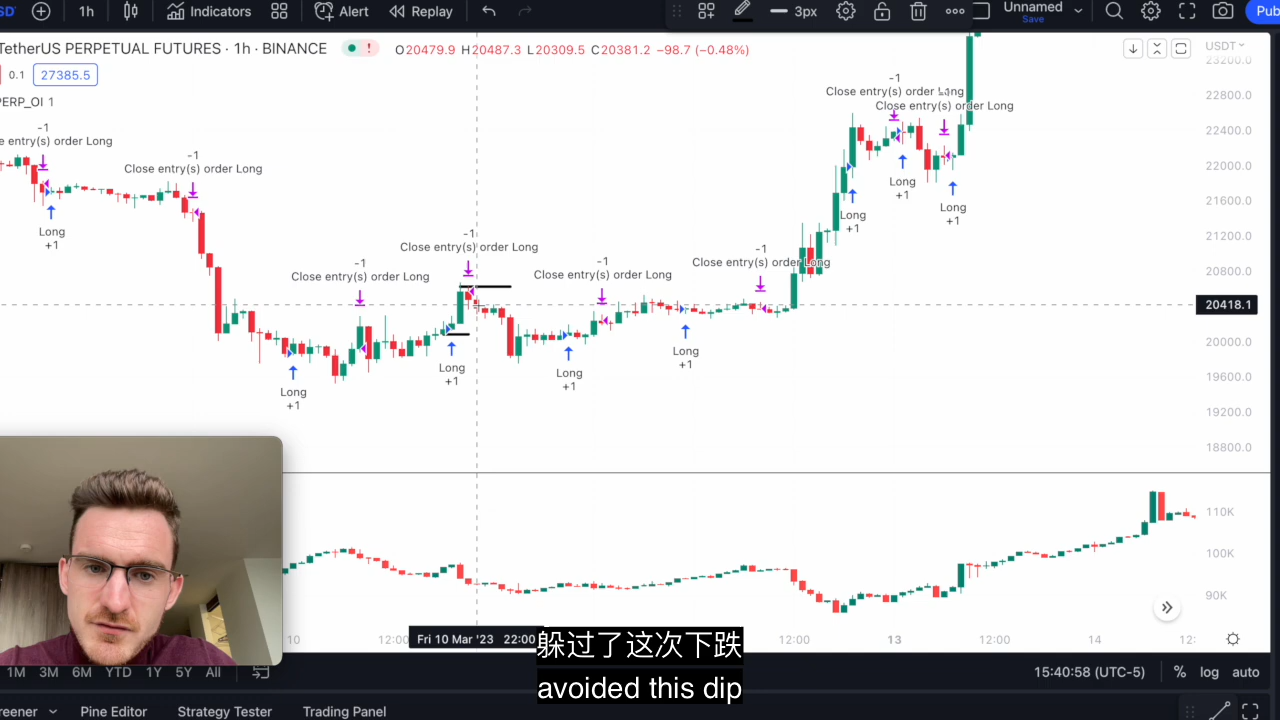 1h Indicators Alert Replay 3px Unnamed
Save
TetherUS PERPETUAL FUTURES · 1h · BINANCE ! O20479.9 H20487.3 L20309.5 C20381.2 −98.7 (−0.48%) USDT
0.1 27385.5
PERP_OI 1
-1
e entry(s) order Long
-1
Close entry(s) order Long
-1
Close entry(s) order Long
-1
Close entry(s) order Long
-1
Close entry(s) order Long
-1
Close entry(s) order Long
-1
Close entry(s) order Long
Close entry(s) order Long
Long
+1
Long
+1
Long
+1
Long
+1
Long
+1
Long
+1
Long
+1
Long
+1
23200.0
22800.0
22400.0
22000.0
21600.0
21200.0
20800.0
20418.1
20000.0
19600.0
19200.0
18800.0
110K
100K
90K
10 12:00 Fri 10 Mar '23 22:00 12:00 13 12:00 14 12:
躲过了这次下跌
avoided this dip
1M 3M 6M YTD 1Y 5Y All 15:40:58 (UTC-5) % log auto
reener Pine Editor Strategy Tester Trading Panel